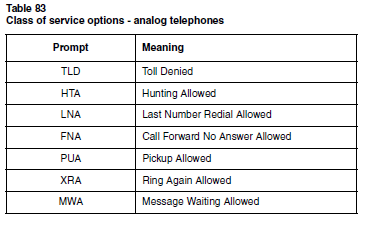 Table 83
Class of service options - analog telephones
Prompt Meaning
TLD Toll Denied
HTA Hunting Allowed
LNA Last Number Redial Allowed
FNA Call Forward No Answer Allowed
PUA Pickup Allowed
XRA Ring Again Allowed
MWA Message Waiting Allowed